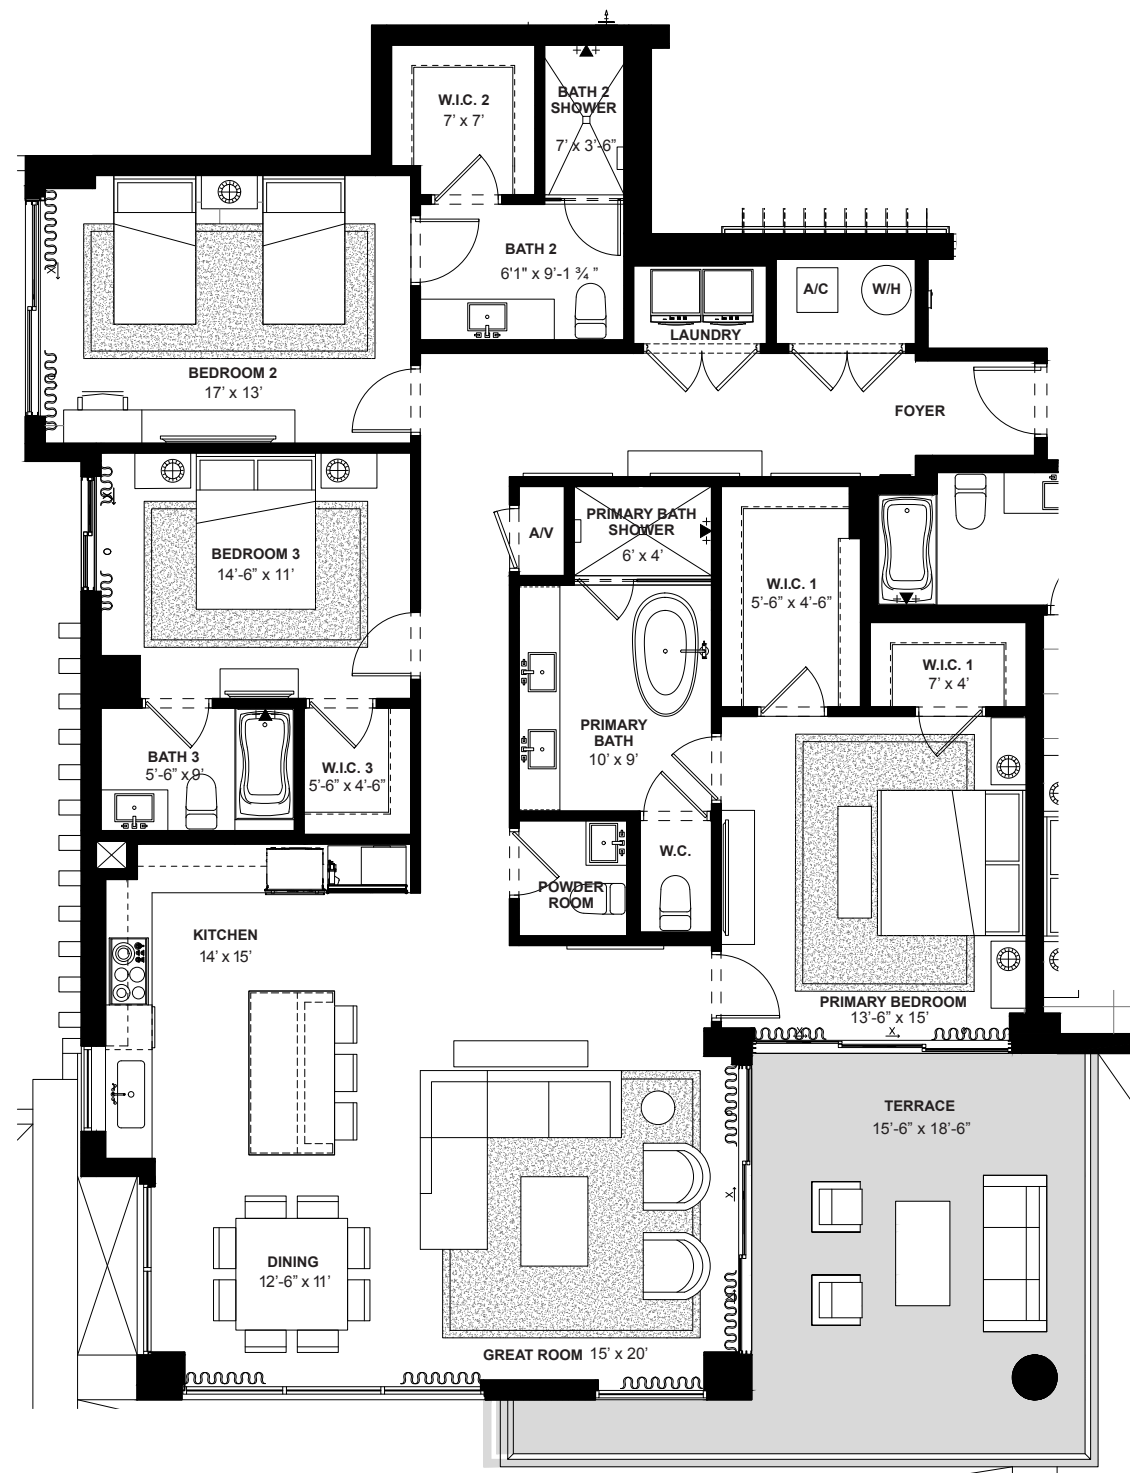 W.I.C. 2
7’ x 7’
BATH 2
SHOWER
7’ x 3’-6”
BATH 2
6'1" x 9’-1 ¾ ”
A/C
W/H
LAUNDRY
BEDROOM 2
17’ x 13’
FOYER
A/V
PRIMARY BATH
SHOWER
6’ x 4’
BEDROOM 3
14’-6” x 11’
W.I.C. 1
5’-6” x 4’-6”
W.I.C. 1
7’ x 4’
PRIMARY
BATH
10’ x 9’
BATH 3
5’-6” x 9’
W.I.C. 3
5’-6” x 4’-6”
W.C.
POWDER
ROOM
KITCHEN
14’ x 15’
PRIMARY BEDROOM
13’-6” x 15’
X
X
TERRACE
15’-6” x 18’-6”
X
DINING
12’-6” x 11’
GREAT ROOM 15’ x 20’